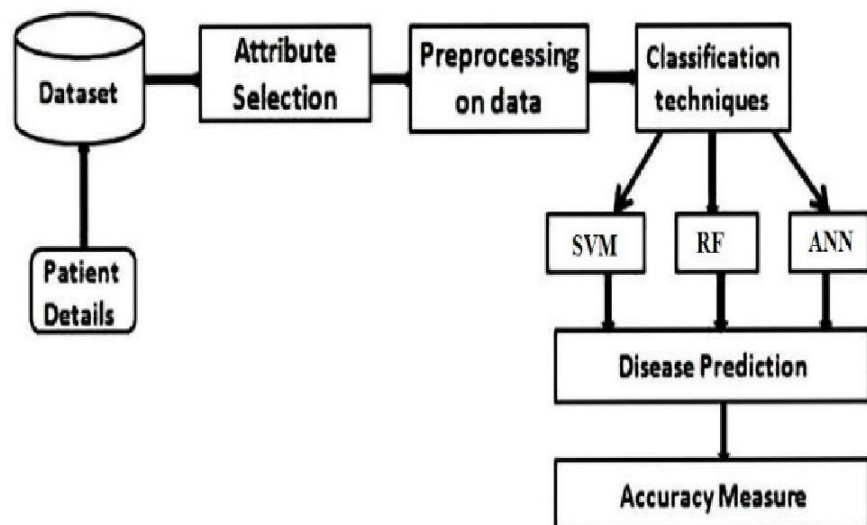 Dataset
Attribute
Selection
Preprocessing
on data
Classification
techniques
Patient
Details
SVM
RF
ANN
Disease Prediction
Accuracy Measure